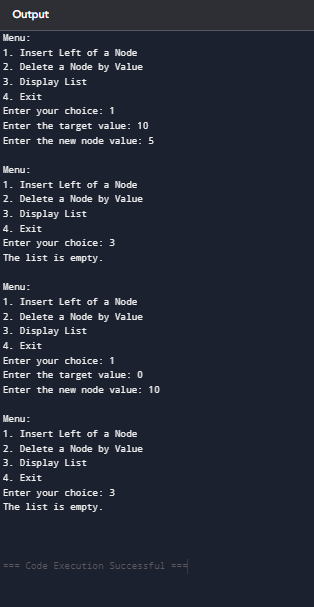 Output
Menu:
1. Insert Left of a Node
2. Delete a Node by Value
3. Display List
4. Exit
Enter your choice: 1
Enter the target value: 10
Enter the new node value: 5
Menu:
1. Insert Left of a Node
2. Delete a Node by Value
3. Display List
4. Exit
Enter your choice: 3
The list is empty.
Menu:
1. Insert Left of a Node
2. Delete a Node by Value
3. Display List
4. Exit
Enter your choice: 1
Enter the target value: 0
Enter the new node value: 10
Menu:
1. Insert Left of a Node
2. Delete a Node by Value
3. Display List
4. Exit
Enter your choice: 3
The list is empty.
=== Code Execution Successful ===